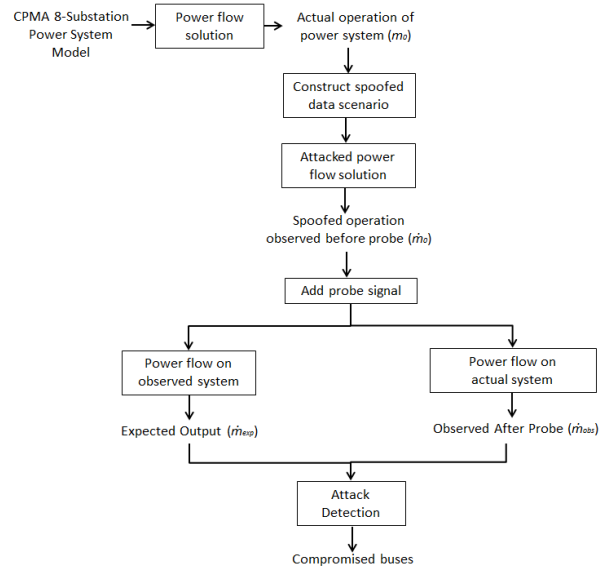 CPMA 8-Substation
Power System
Model
Power flow
solution
Actual operation of
power system (mₒ)
Construct spoofed
data scenario
Attacked power
flow solution
Spoofed operation
observed before probe (ṁₒ)
Add probe signal
Power flow on
observed system
Power flow on
actual system
Expected Output (ṁexp)
Observed After Probe (ṁobs)
Attack
Detection
Compromised buses